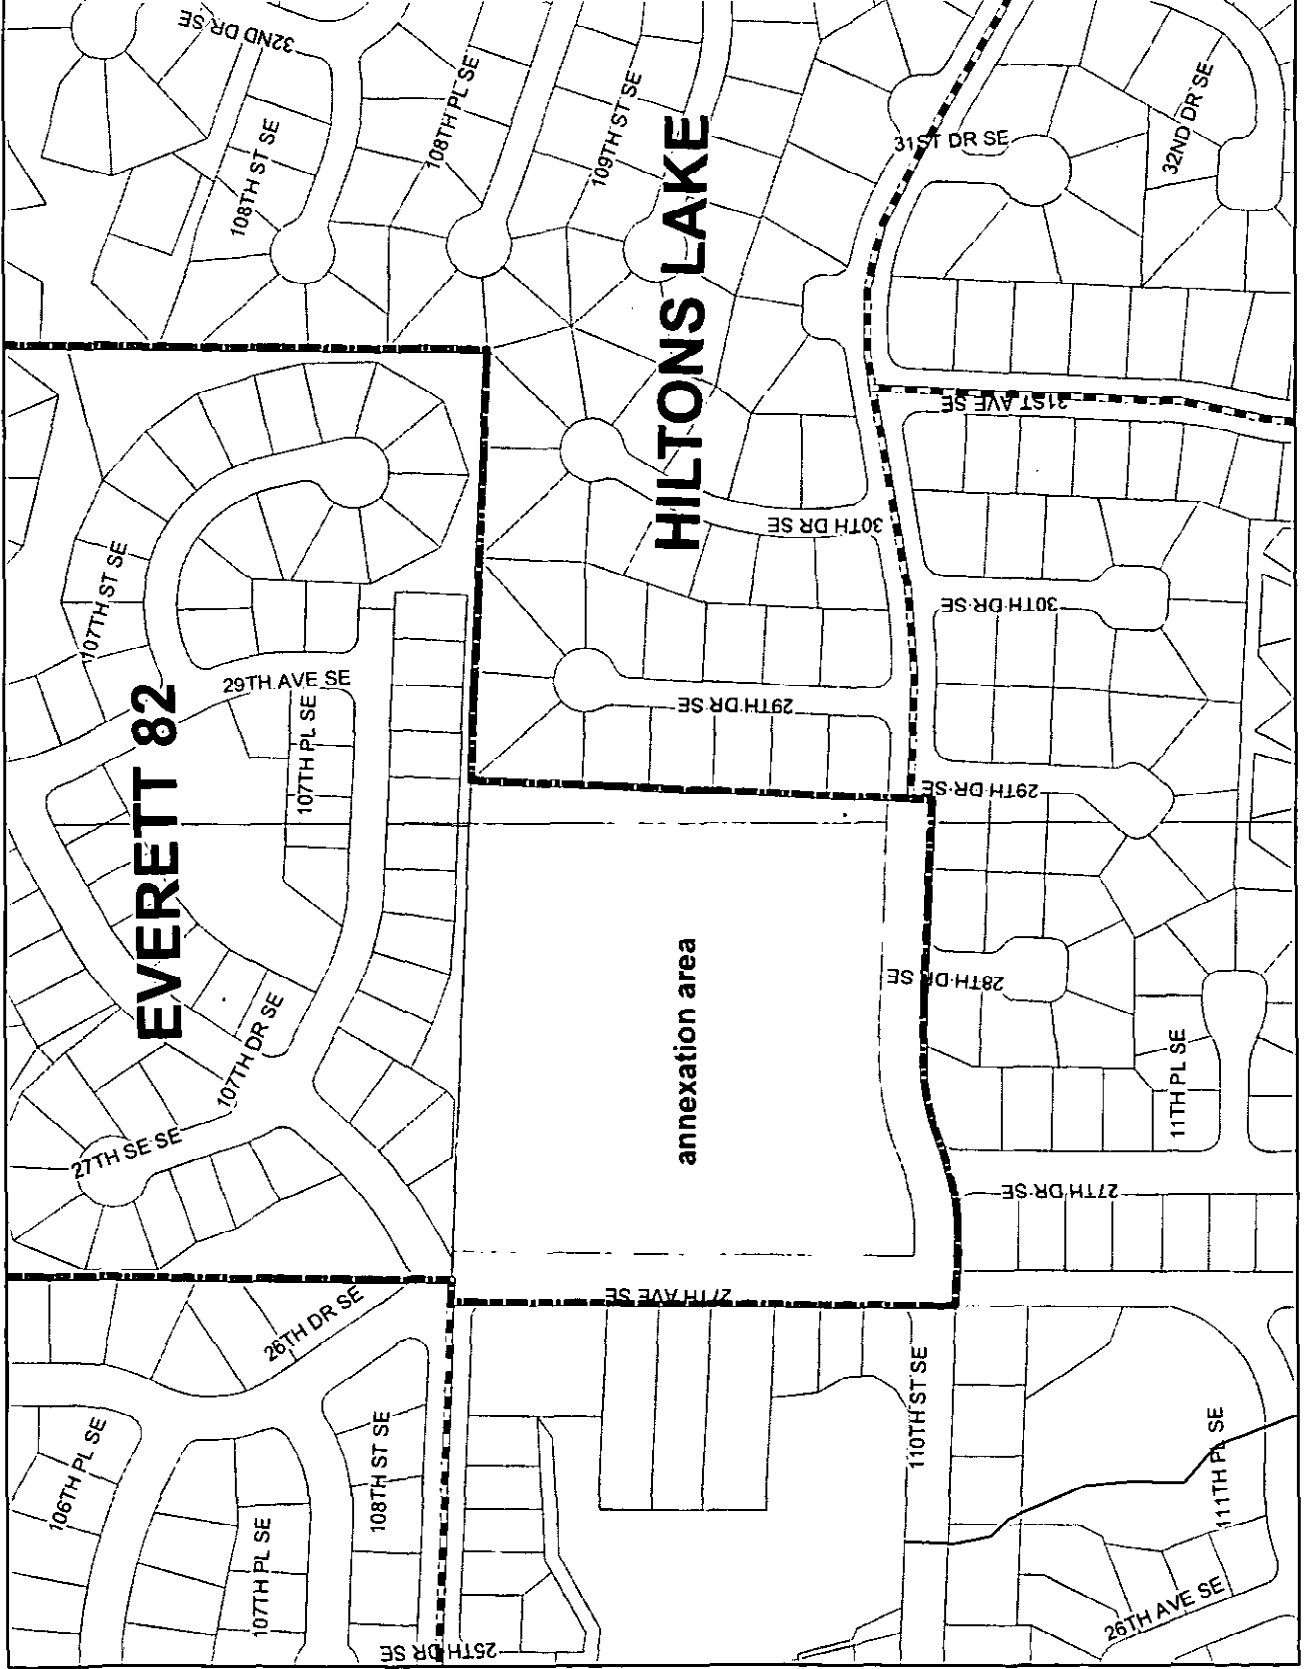 32ND DR SE
108TH ST SE
108TH PL SE
109TH ST SE
HILTONS LAKE
31ST DR SE
32ND DR SE
31ST AVE SE
107TH ST SE
29TH AVE SE
EVERETT 82
107TH PL SE
30TH DR SE
30TH DR SE
29TH DR SE
29TH DR SE
107TH DR SE
27TH SE SE
annexation area
28TH DR SE
11TH PL SE
27TH DR SE
27TH AVE SE
26TH DR SE
106TH PL SE
107TH PL SE
108TH ST SE
110TH ST SE
111TH PL SE
25TH DR SE
26TH AVE SE